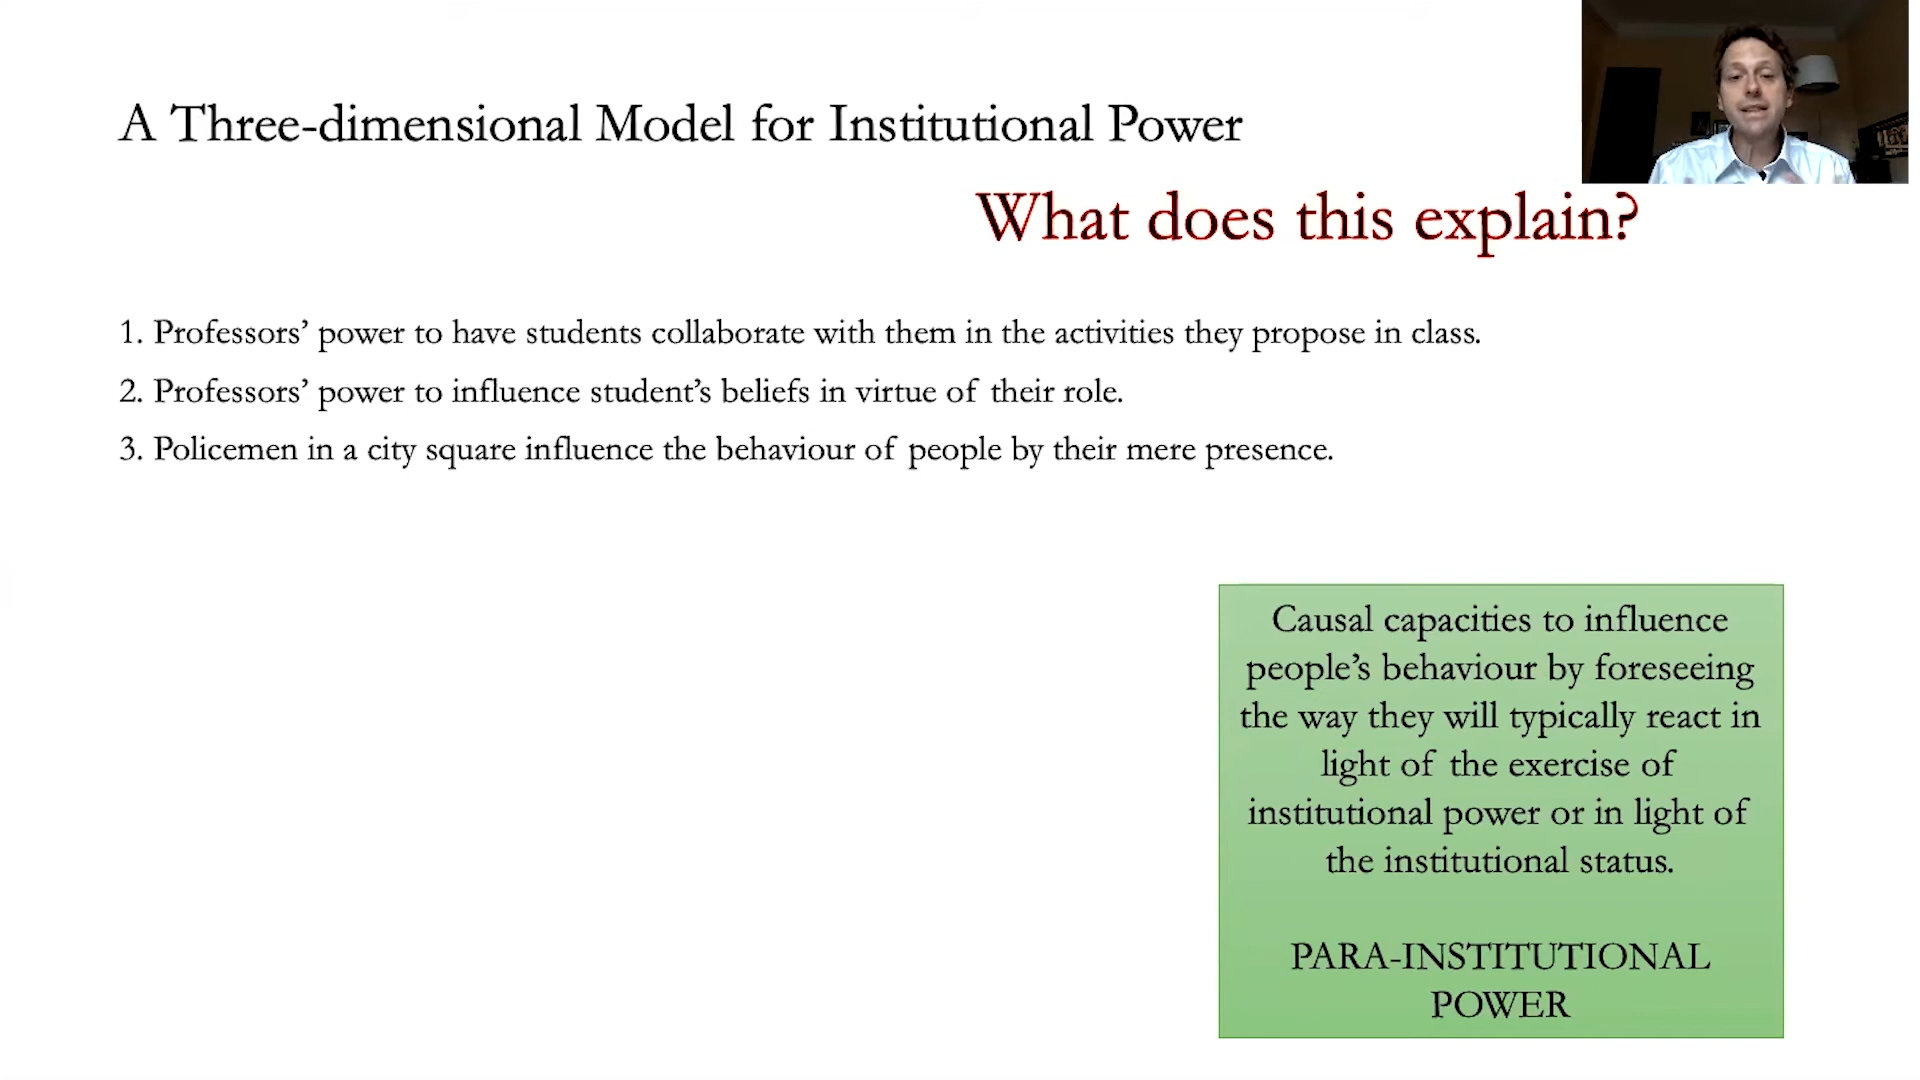 A Three-dimensional Model for Institutional Power
What does this explain?
1. Professors’ power to have students collaborate with them in the activities they propose in class.
2. Professors’ power to influence student’s beliefs in virtue of their role.
3. Policemen in a city square influence the behaviour of people by their mere presence.
Causal capacities to influence
people’s behaviour by foreseeing
the way they will typically react in
light of the exercise of
institutional power or in light of
the institutional status.
PARA-INSTITUTIONAL
POWER